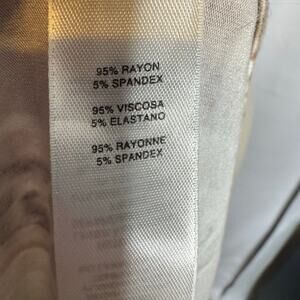 95% RAYON
5% SPANDEX
95% VISCOSA
5% ELASTANO
95% RAYONNE
5% SPANDEX